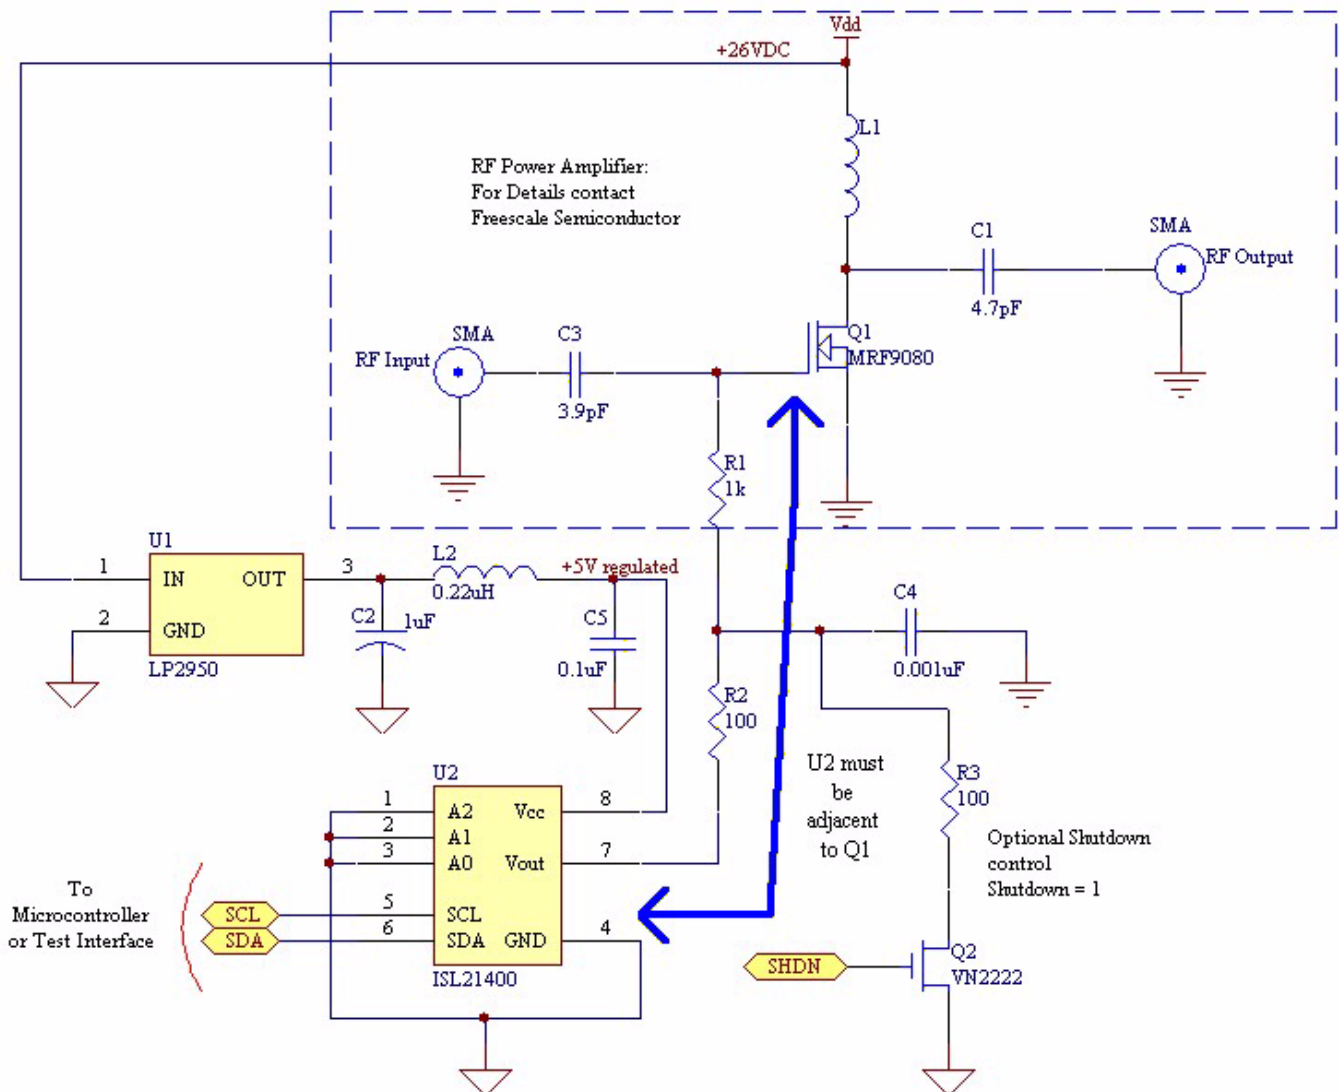 Vdd
+26VDC
L1
RF Power Amplifier:
For Details contact
Freescale Semiconductor
C1
4.7pF
SMA
RF Output
SMA
RF Input
C3
3.9pF
Q1
MRF9080
R1
1k
U1
1
IN
OUT
3
2
GND
LP2950
L2
0.22uH
+5V regulated
C2
1uF
C5
0.1uF
C4
0.001uF
R2
100
U2
1
A2
Vcc
8
2
A1
3
A0
Vout
7
5
SCL
6
SDA
GND
4
ISL21400
To
Microcontroller
or Test Interface
SCL
SDA
U2 must
be
adjacent
to Q1
R3
100
Optional Shutdown
control
Shutdown = 1
SHDN
Q2
VN2222